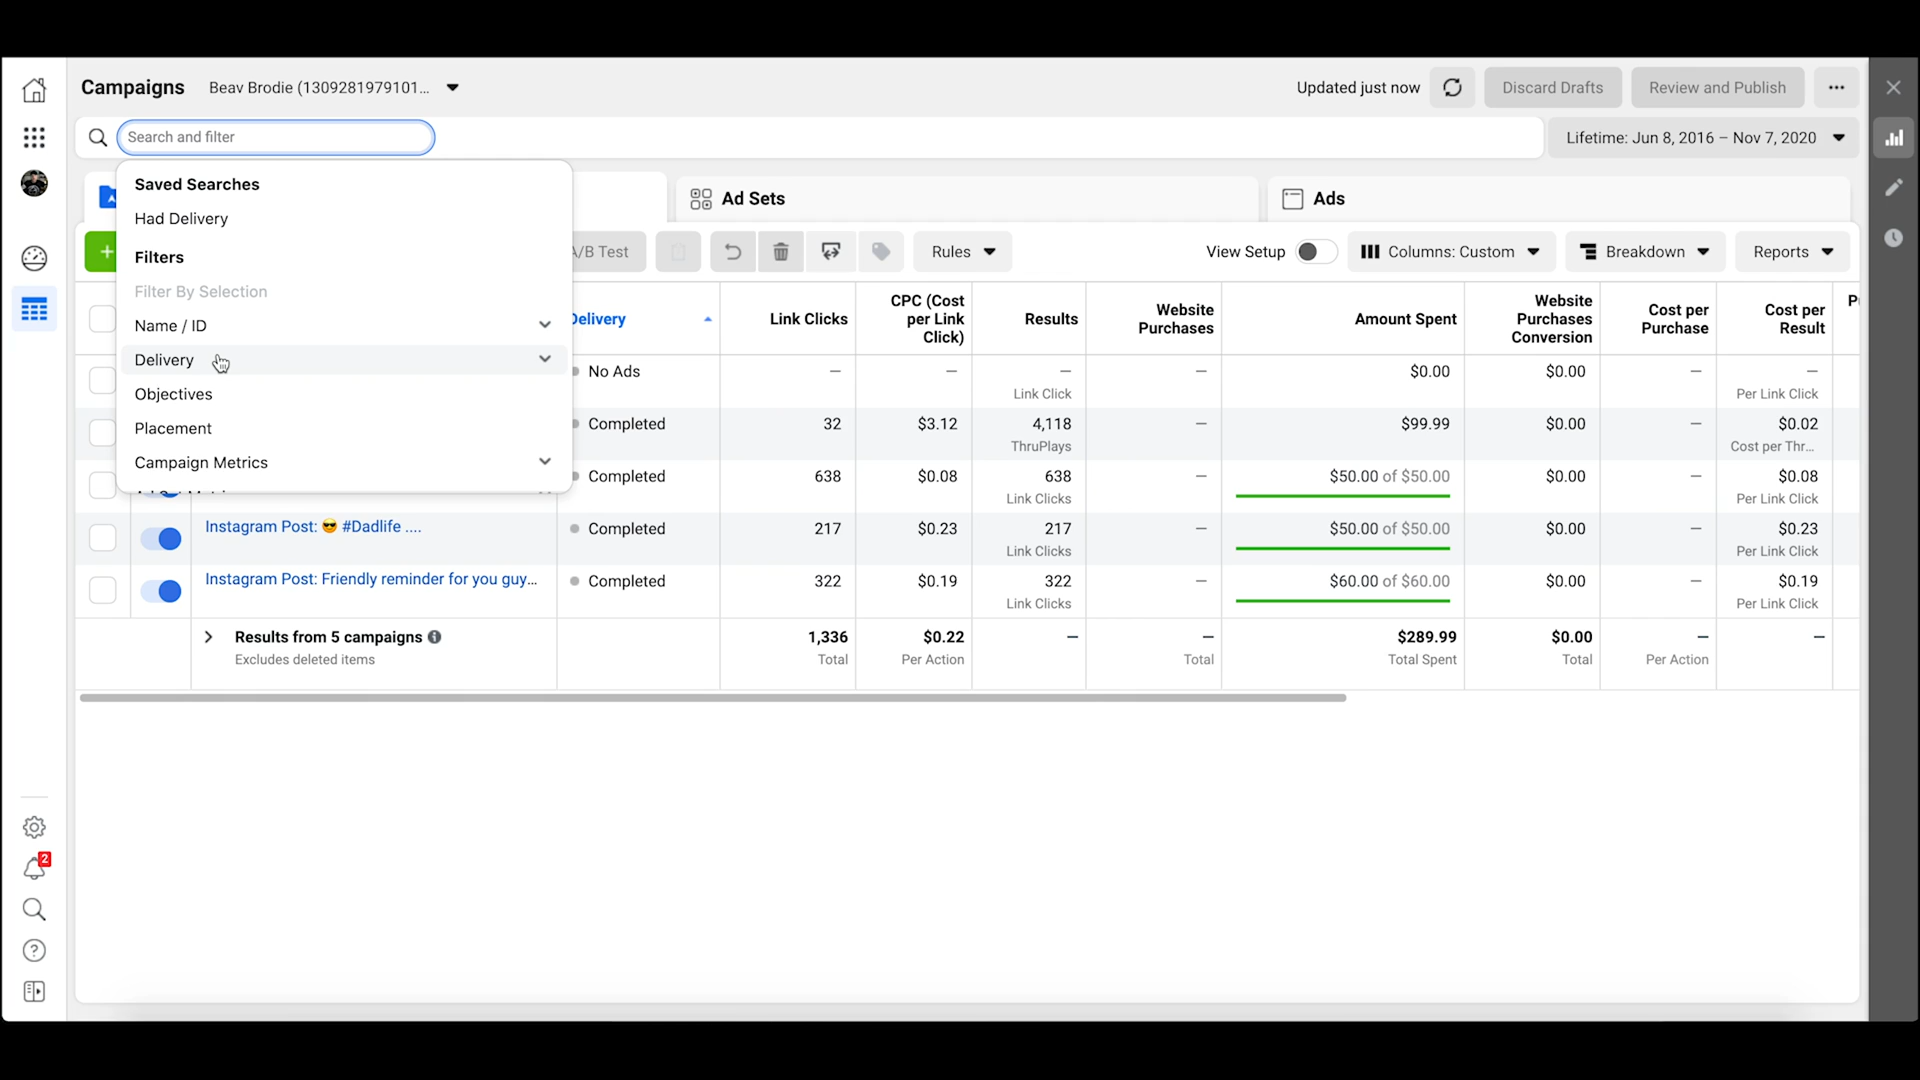 Campaigns
Beav Brodie (1309281979101...
Updated just now
Discard Drafts
Review and Publish
Search and filter
Lifetime: Jun 8, 2016 – Nov 7, 2020
Saved Searches
Had Delivery
Filters
Filter By Selection
Name / ID
Delivery
Objectives
Placement
Campaign Metrics
Ad Sets
Ads
A/B Test
Rules
View Setup
Columns: Custom
Breakdown
Reports
Delivery
Link Clicks
CPC (Cost
per Link
Click)
Results
Website
Purchases
Amount Spent
Website
Purchases
Conversion
Cost per
Purchase
Cost per
Result
No Ads
—
—
—
Link Click
—
$0.00
$0.00
—
—
Per Link Click
Completed
32
$3.12
4,118
ThruPlays
—
$99.99
$0.00
—
$0.02
Cost per Thr...
Completed
638
$0.08
638
Link Clicks
—
$50.00 of $50.00
$0.00
—
$0.08
Per Link Click
Instagram Post: 😎 #Dadlife ....
Completed
217
$0.23
217
Link Clicks
—
$50.00 of $50.00
$0.00
—
$0.23
Per Link Click
Instagram Post: Friendly reminder for you guy...
Completed
322
$0.19
322
Link Clicks
—
$60.00 of $60.00
$0.00
—
$0.19
Per Link Click
Results from 5 campaigns
Excludes deleted items
1,336
Total
$0.22
Per Action
—
—
Total
$289.99
Total Spent
$0.00
Total
—
Per Action
—
2